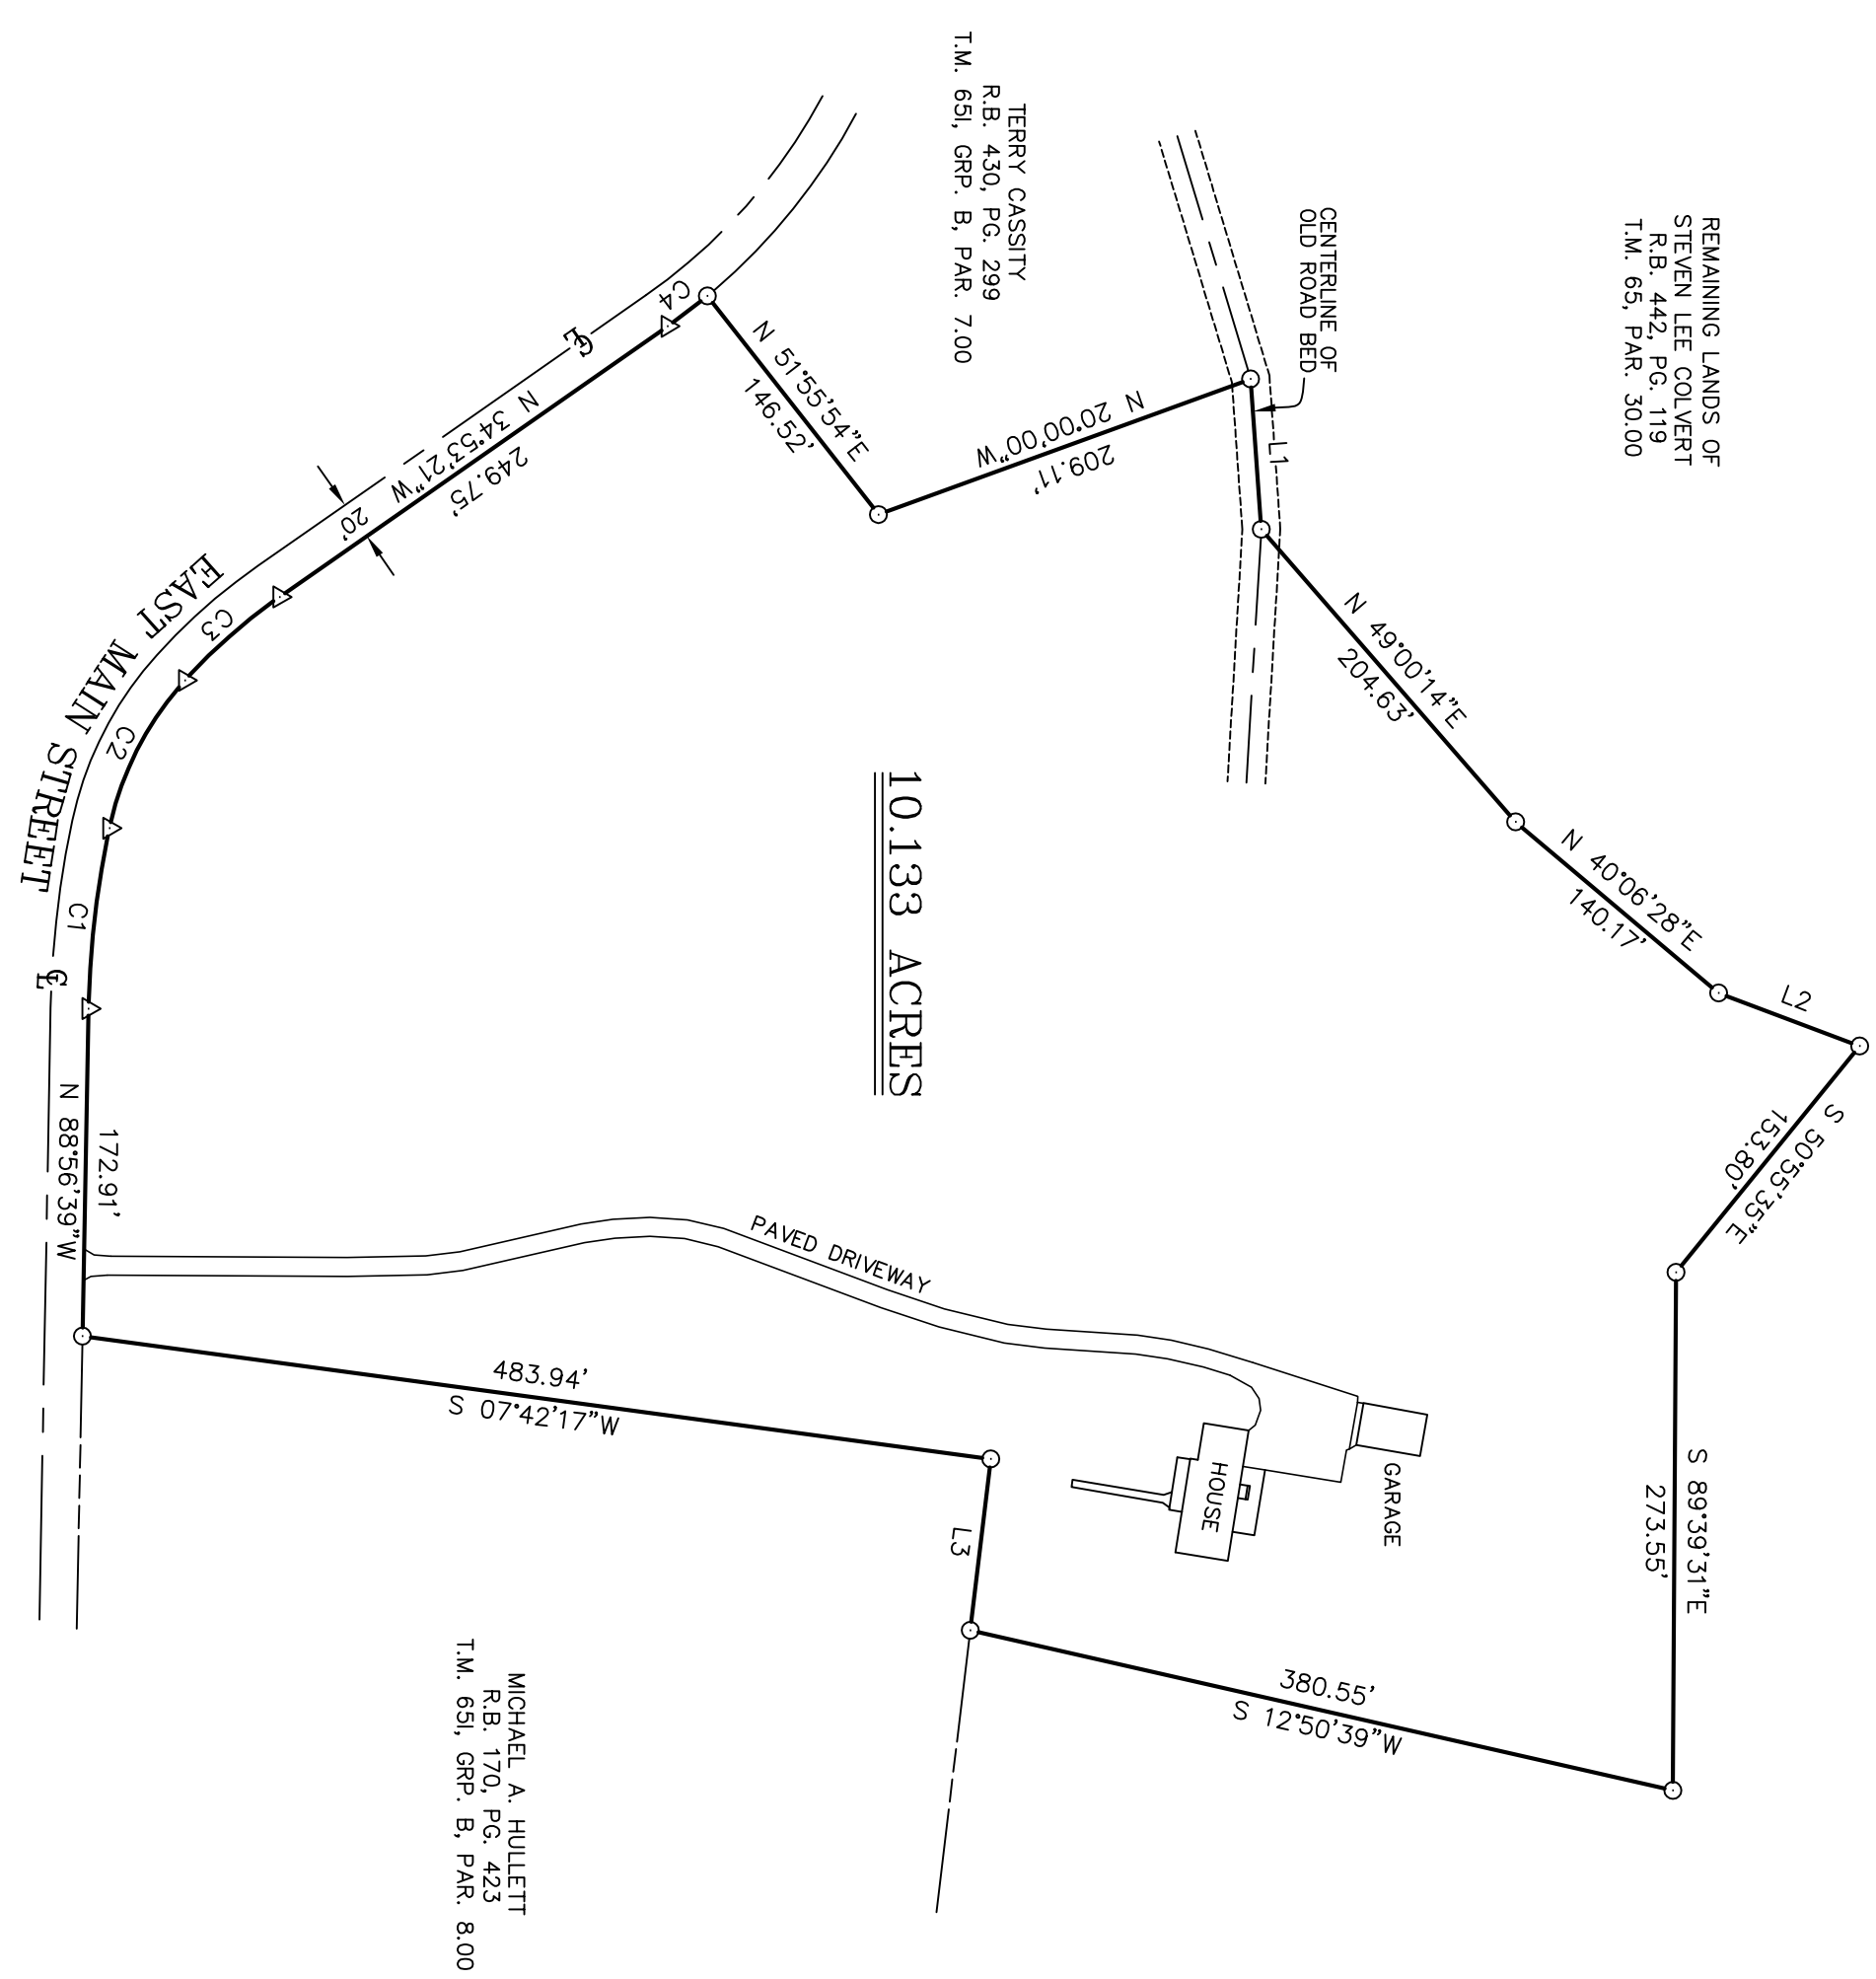 REMAINING LANDS OF
STEVEN LEE COLVERT
R.B. 442, PG. 119
T.M. 65, PAR. 30.00
CENTERLINE OF
OLD ROAD BED
TERRY CASSITY
R.B. 430, PG. 299
T.M. 65I, GRP. B, PAR. 7.00
L1
N 49°00'14"E
204.63'
N 40°06'28"E
140.17'
L2
S 50°55'35"E
153.80'
S 89°39'31"E
273.55'
N 20°00'00"W
209.11'
N 51°55'54"E
146.52'
C4
CL
N 34°53'21"W
249.75'
20'
C3
C2
C1
CL
EAST MAIN STREET
10.133 ACRES
N 88°56'39"W
172.91'
PAVED DRIVEWAY
GARAGE
HOUSE
483.94'
S 07°42'17"W
L3
380.55'
S 12°50'39"W
MICHAEL A. HULLETT
R.B. 170, PG. 423
T.M. 65I, GRP. B, PAR. 8.00